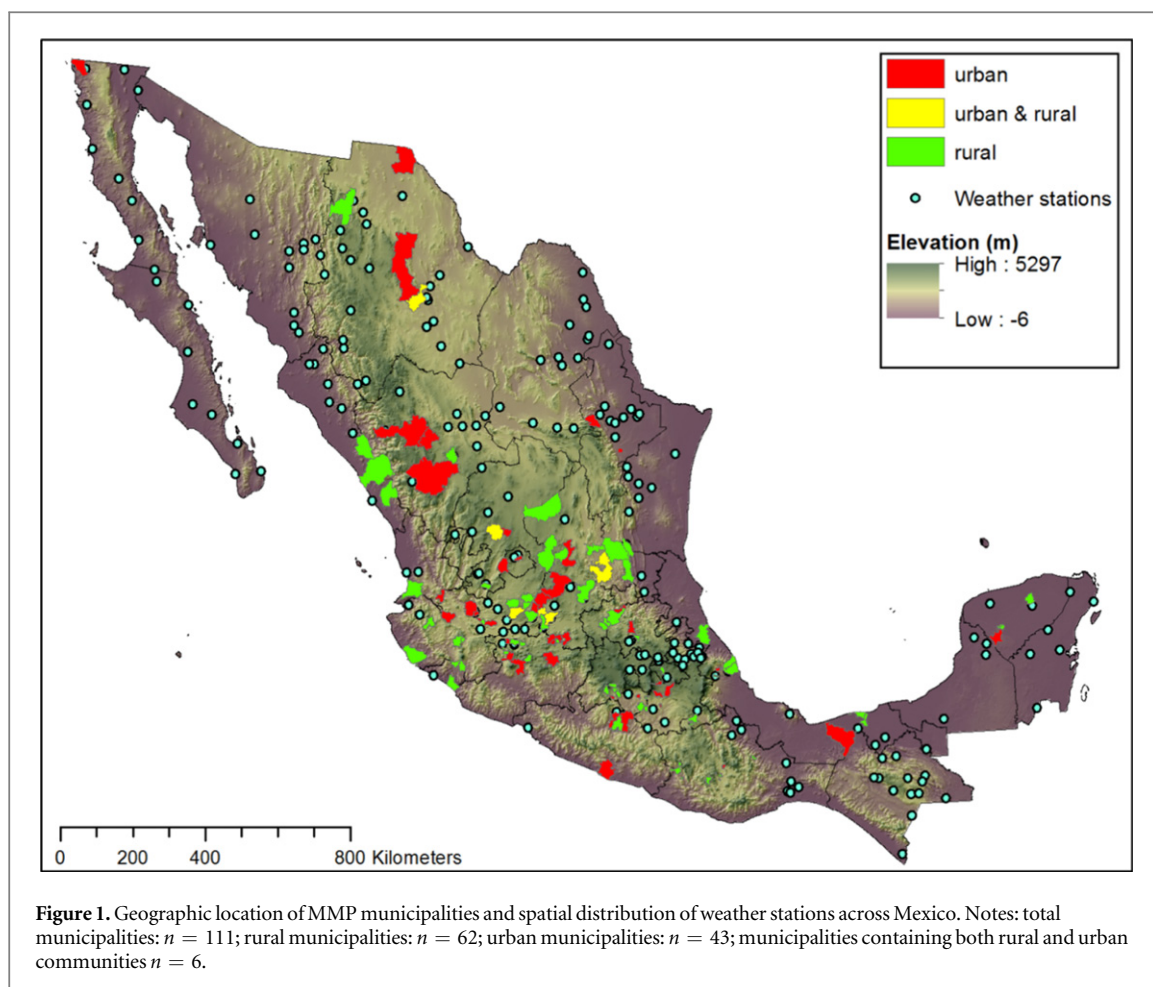 urban
urban & rural
rural
Weather stations
Elevation (m)
High : 5297
Low : -6
0 200 400 800 Kilometers
Figure 1. Geographic location of MMP municipalities and spatial distribution of weather stations across Mexico. Notes: total
municipalities: n = 111; rural municipalities: n = 62; urban municipalities: n = 43; municipalities containing both rural and urban
communities n = 6.